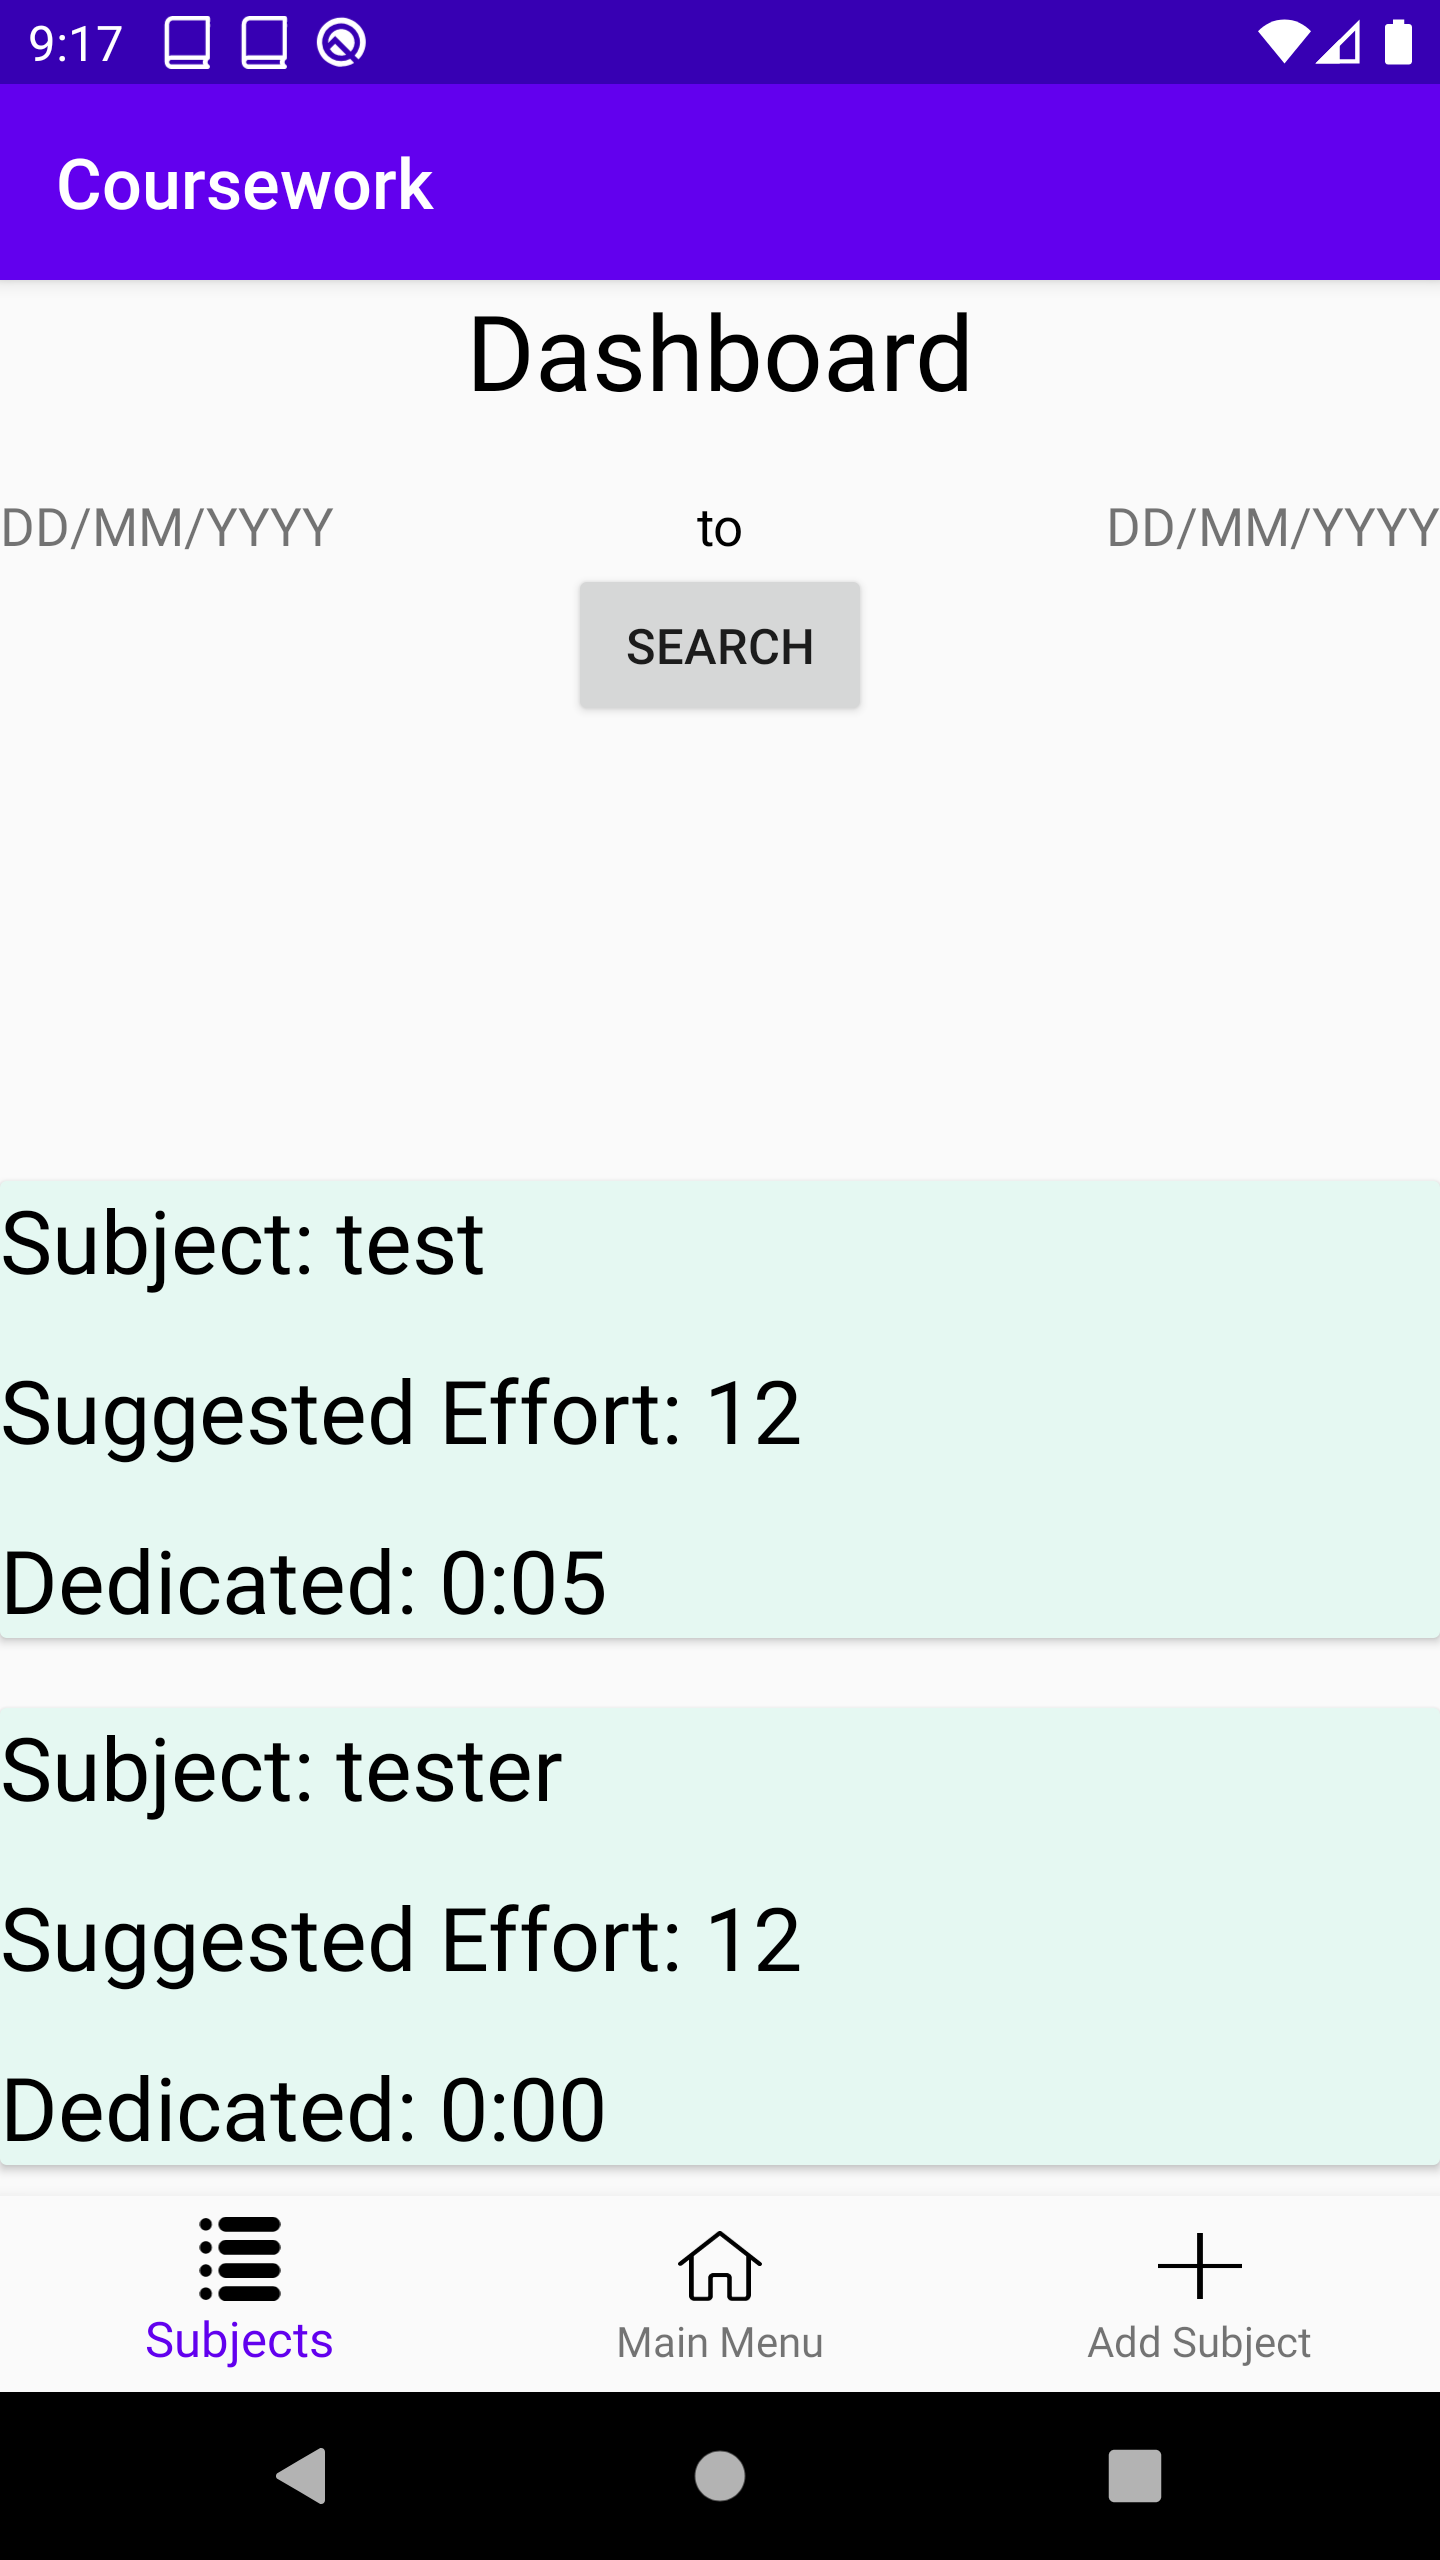 9:17
Coursework
Dashboard
DD/MM/YYYY to DD/MM/YYYY
SEARCH
Subject: test
Suggested Effort: 12
Dedicated: 0:05
Subject: tester
Suggested Effort: 12
Dedicated: 0:00
Subjects Main Menu Add Subject